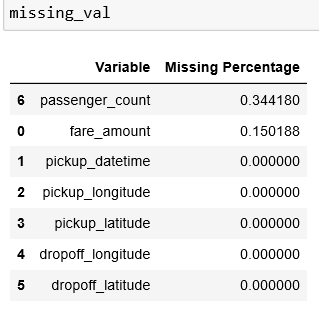 missing_val
Variable Missing Percentage
6 passenger_count 0.344180
0 fare_amount 0.150188
1 pickup_datetime 0.000000
2 pickup_longitude 0.000000
3 pickup_latitude 0.000000
4 dropoff_longitude 0.000000
5 dropoff_latitude 0.000000